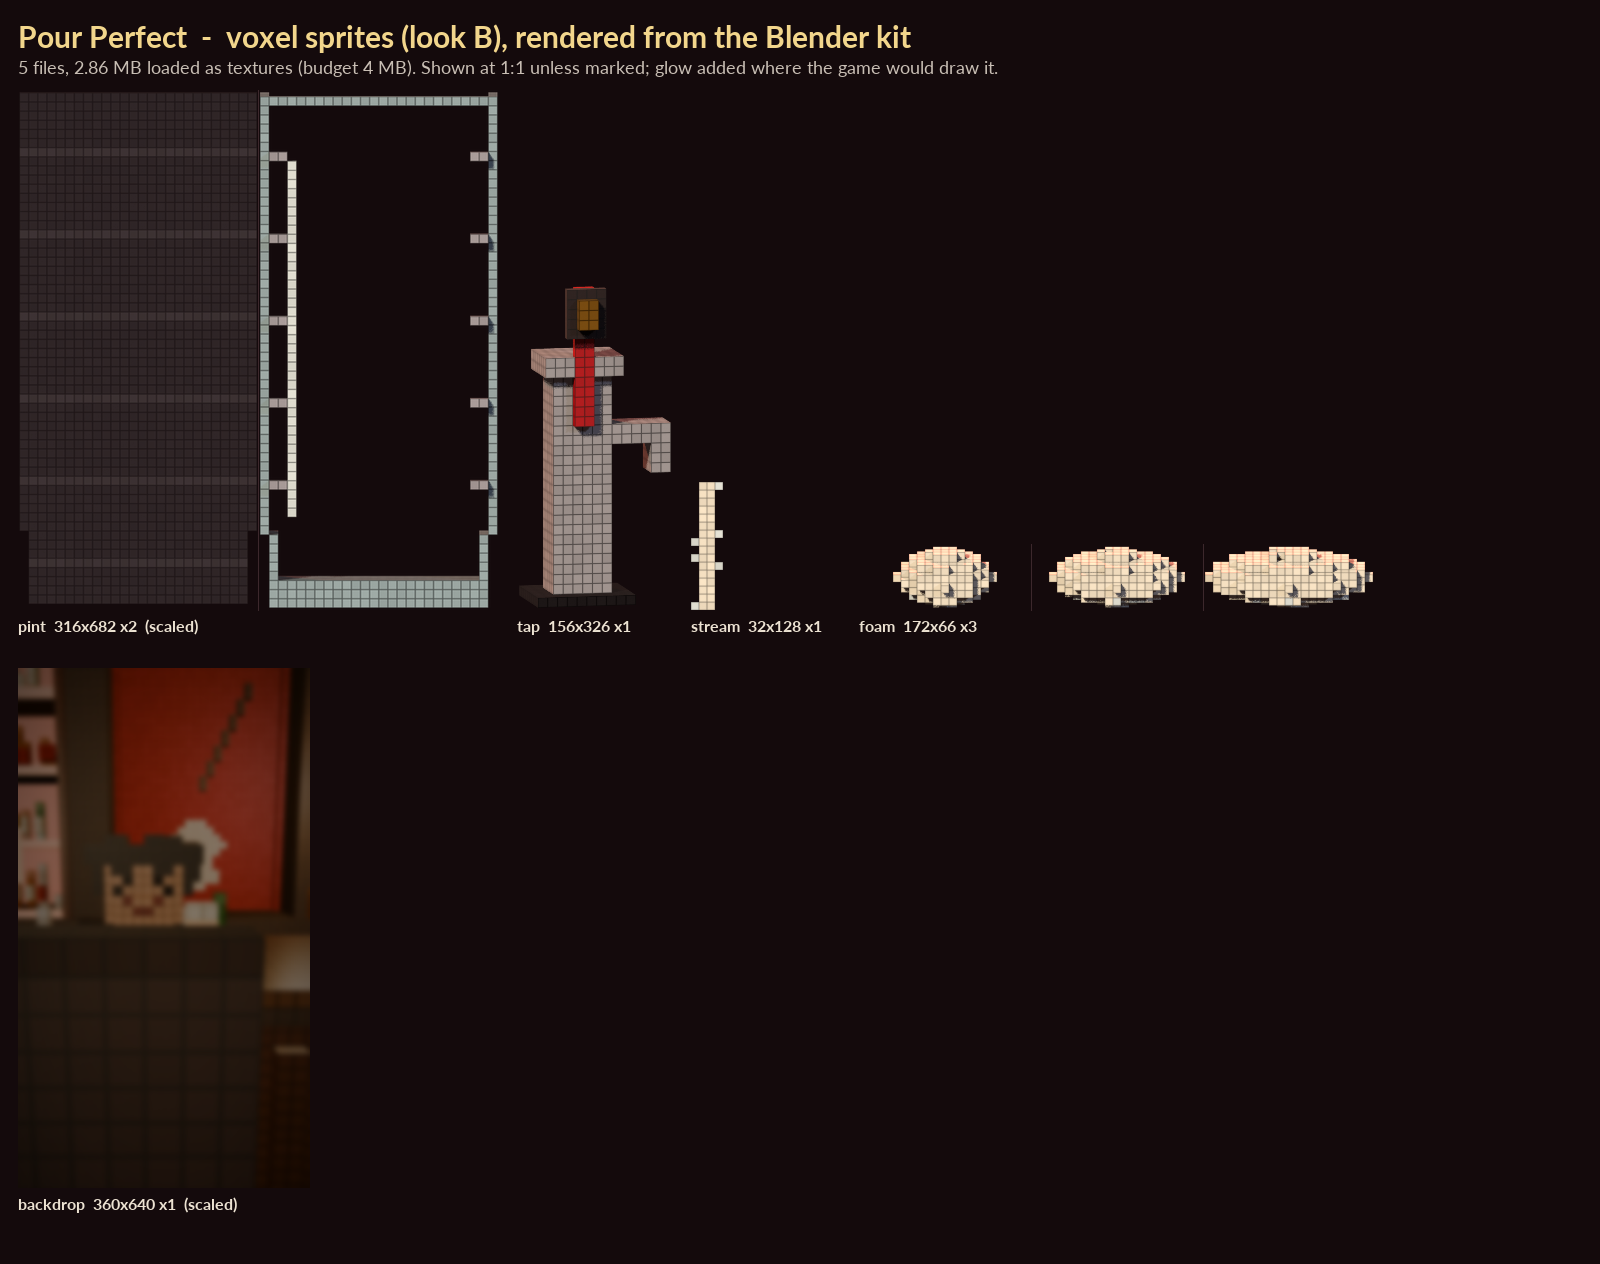 Pour Perfect - voxel sprites (look B), rendered from the Blender kit
5 files, 2.86 MB loaded as textures (budget 4 MB). Shown at 1:1 unless marked; glow added where the game would draw it.
pint 316x682 x2 (scaled)
tap 156x326 x1
stream 32x128 x1
foam 172x66 x3
backdrop 360x640 x1 (scaled)